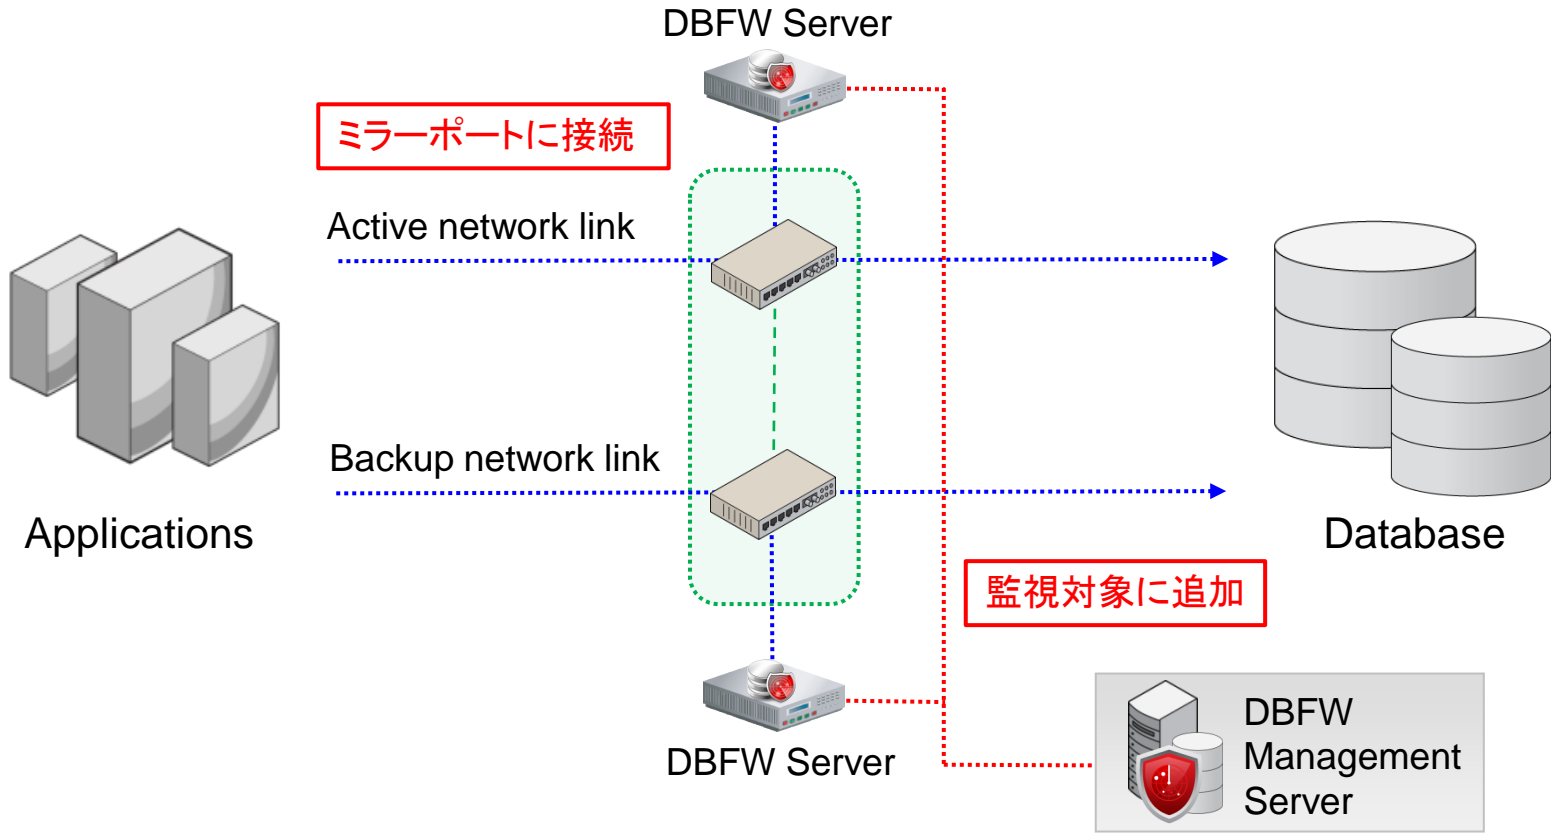 DBFW Server
ミラーポートに接続
Active network link
Backup network link
Applications
Database
監視対象に追加
DBFW Server
DBFW
Management
Server